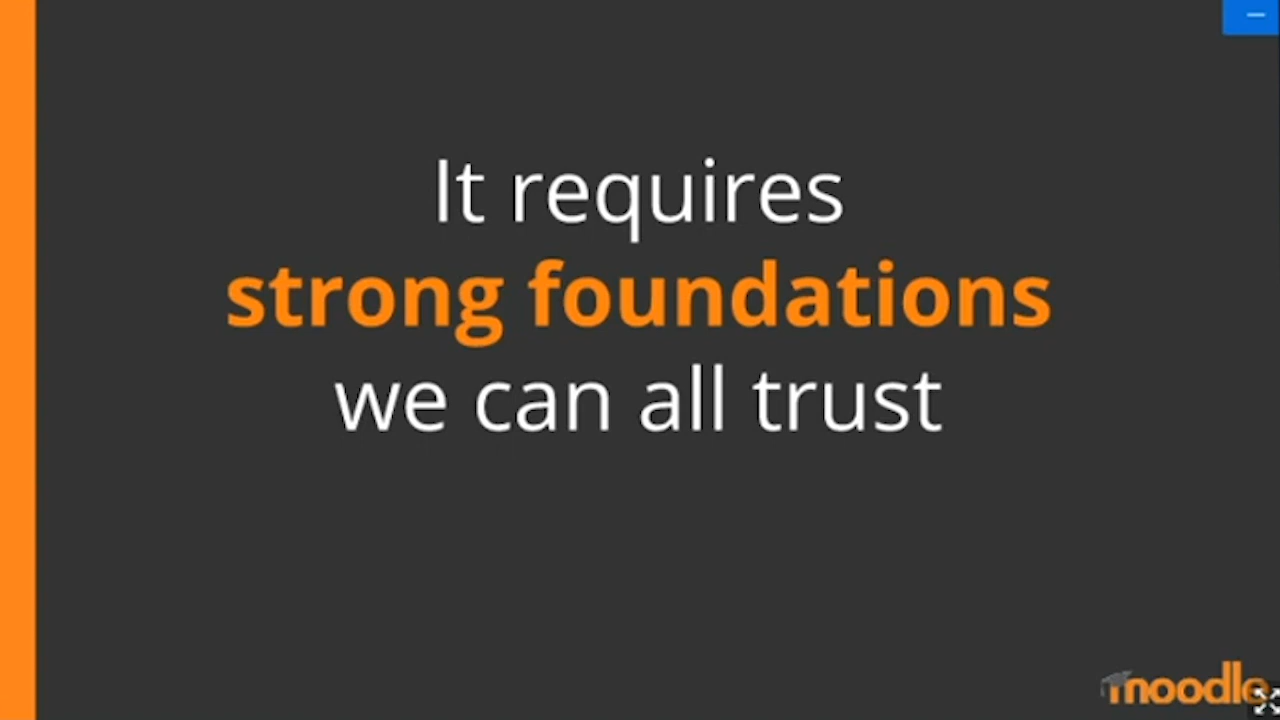 It requires
strong foundations
we can all trust
moodle